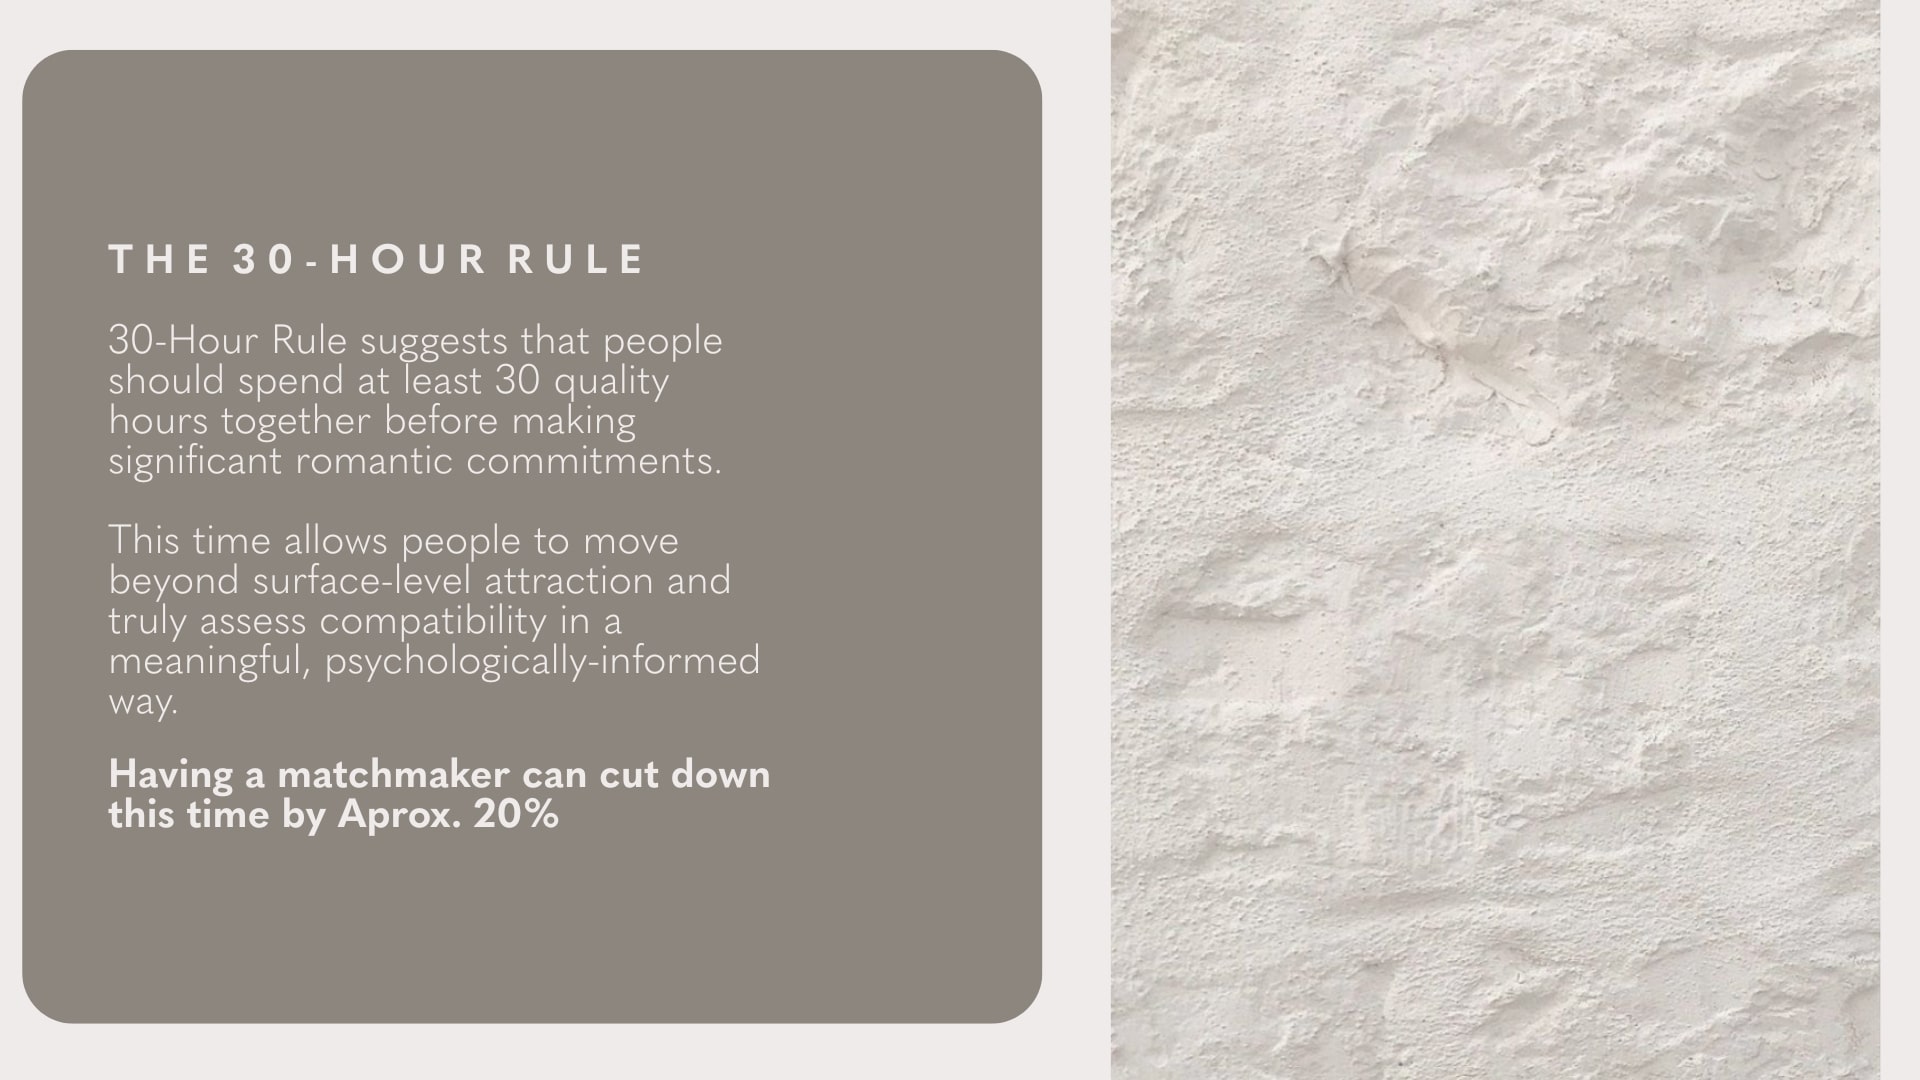 THE 30-HOUR RULE
30-Hour Rule suggests that people
should spend at least 30 quality
hours together before making
significant romantic commitments.
This time allows people to move
beyond surface-level attraction and
truly assess compatibility in a
meaningful, psychologically-informed
way.
Having a matchmaker can cut down
this time by Aprox. 20%